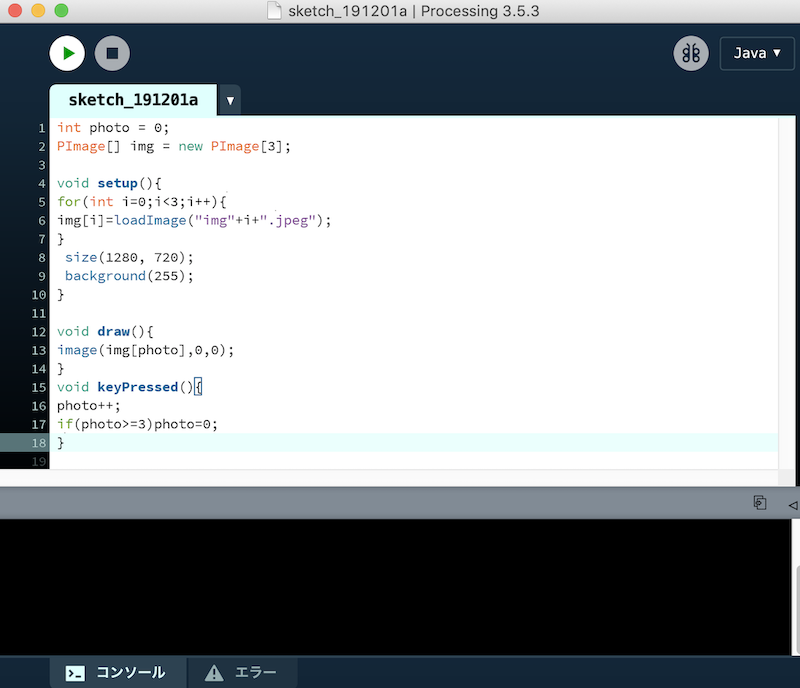 sketch_191201a | Processing 3.5.3
Java ▼
sketch_191201a ▼
1 int photo = 0;
2 PImage[] img = new PImage[3];
3
4 void setup(){
5 for(int i=0;i<3;i++){
6 img[i]=loadImage("img"+i+".jpeg");
7 }
8  size(1280, 720);
9  background(255);
10 }
11
12 void draw(){
13 image(img[photo],0,0);
14 }
15 void keyPressed(){
16 photo++;
17 if(photo>=3)photo=0;
18 }
19
コンソール エラー